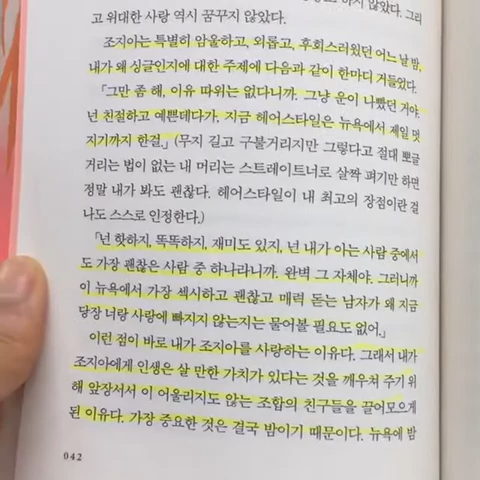 고 위대한 사랑 역시 꿈꾸지 않았다.
조지아는 특별히 암울하고, 외롭고, 후회스러웠던 어느 날 밤,
내가 왜 싱글인지에 대한 주제에 다음과 같이 한마디 거들었다.
「그만 좀 해, 이유 따위는 없다니까. 그냥 운이 나빴던 거야.
넌 친절하고 예쁜데다가, 지금 헤어스타일은 뉴욕에서 제일 멋
지기까지 한걸.」 (무지 길고 구불거리지만 그렇다고 절대 뽀글
거리는 법이 없는 내 머리는 스트레이트너로 살짝 펴기만 하면
정말 내가 봐도 괜찮다. 헤어스타일이 내 최고의 장점이란 걸
나도 스스로 인정한다.)
「넌 핫하지, 똑똑하지, 재미도 있지, 넌 내가 아는 사람 중에서
도 가장 괜찮은 사람 중 하나라니까. 완벽 그 자체야. 그러니까
이 뉴욕에서 가장 섹시하고 괜찮고 매력 돋는 남자가 왜 지금
당장 너랑 사랑에 빠지지 않는지는 물어볼 필요도 없어.」
이런 점이 바로 내가 조지아를 사랑하는 이유다. 그래서 내가
조지아에게 인생은 살 만한 가치가 있다는 것을 깨우쳐 주기 위
해 앞장서서 이 어울리지도 않는 조합의 친구들을 끌어모으게
된 이유다. 가장 중요한 것은 결국 밤이기 때문이다. 뉴욕에 밤
042